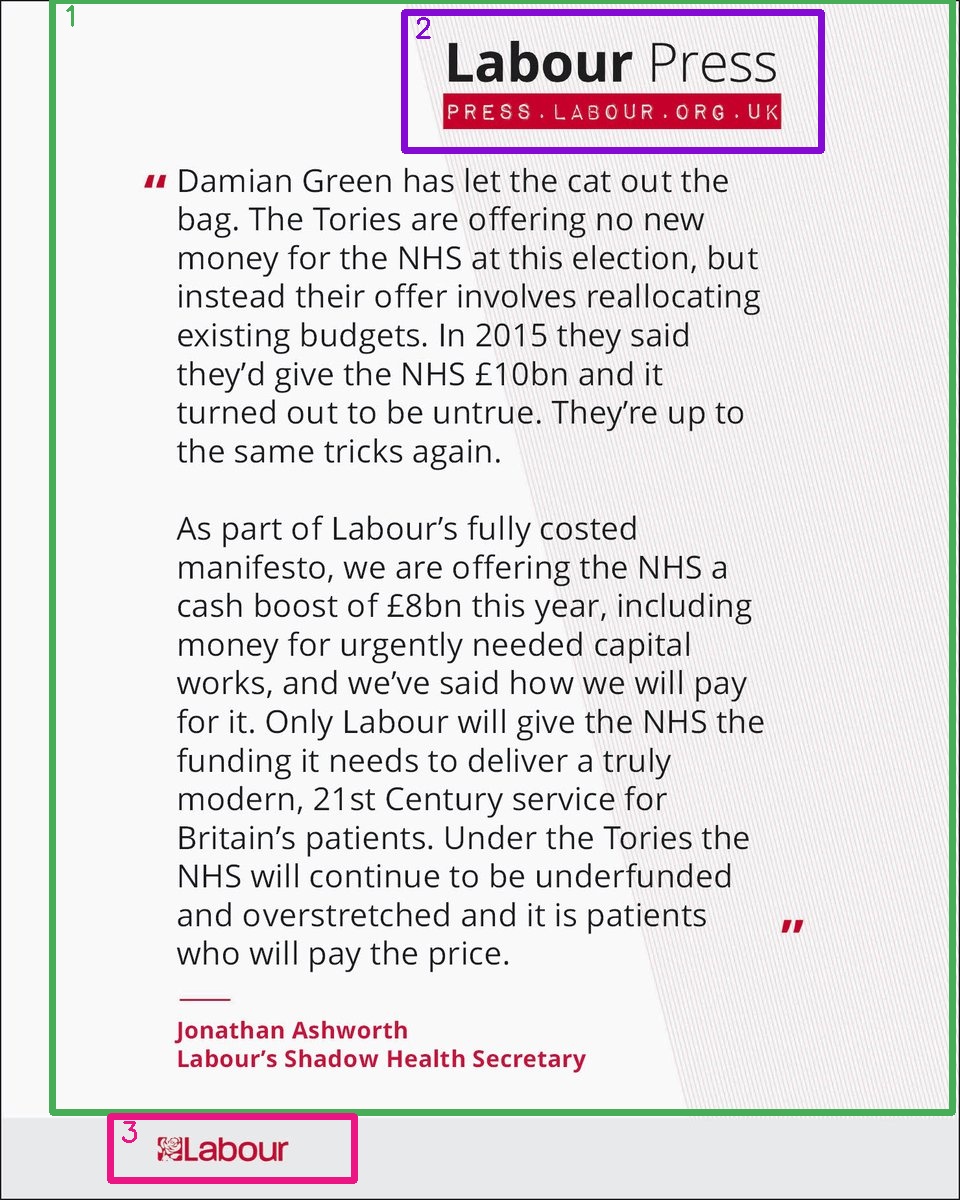 Labour Press
PRESS.LABOUR.ORG.UK
“ Damian Green has let the cat out the
bag. The Tories are offering no new
money for the NHS at this election, but
instead their offer involves reallocating
existing budgets. In 2015 they said
they’d give the NHS £10bn and it
turned out to be untrue. They’re up to
the same tricks again.
As part of Labour’s fully costed
manifesto, we are offering the NHS a
cash boost of £8bn this year, including
money for urgently needed capital
works, and we’ve said how we will pay
for it. Only Labour will give the NHS the
funding it needs to deliver a truly
modern, 21st Century service for
Britain’s patients. Under the Tories the
NHS will continue to be underfunded
and overstretched and it is patients
who will pay the price. ”
Jonathan Ashworth
Labour’s Shadow Health Secretary
Labour